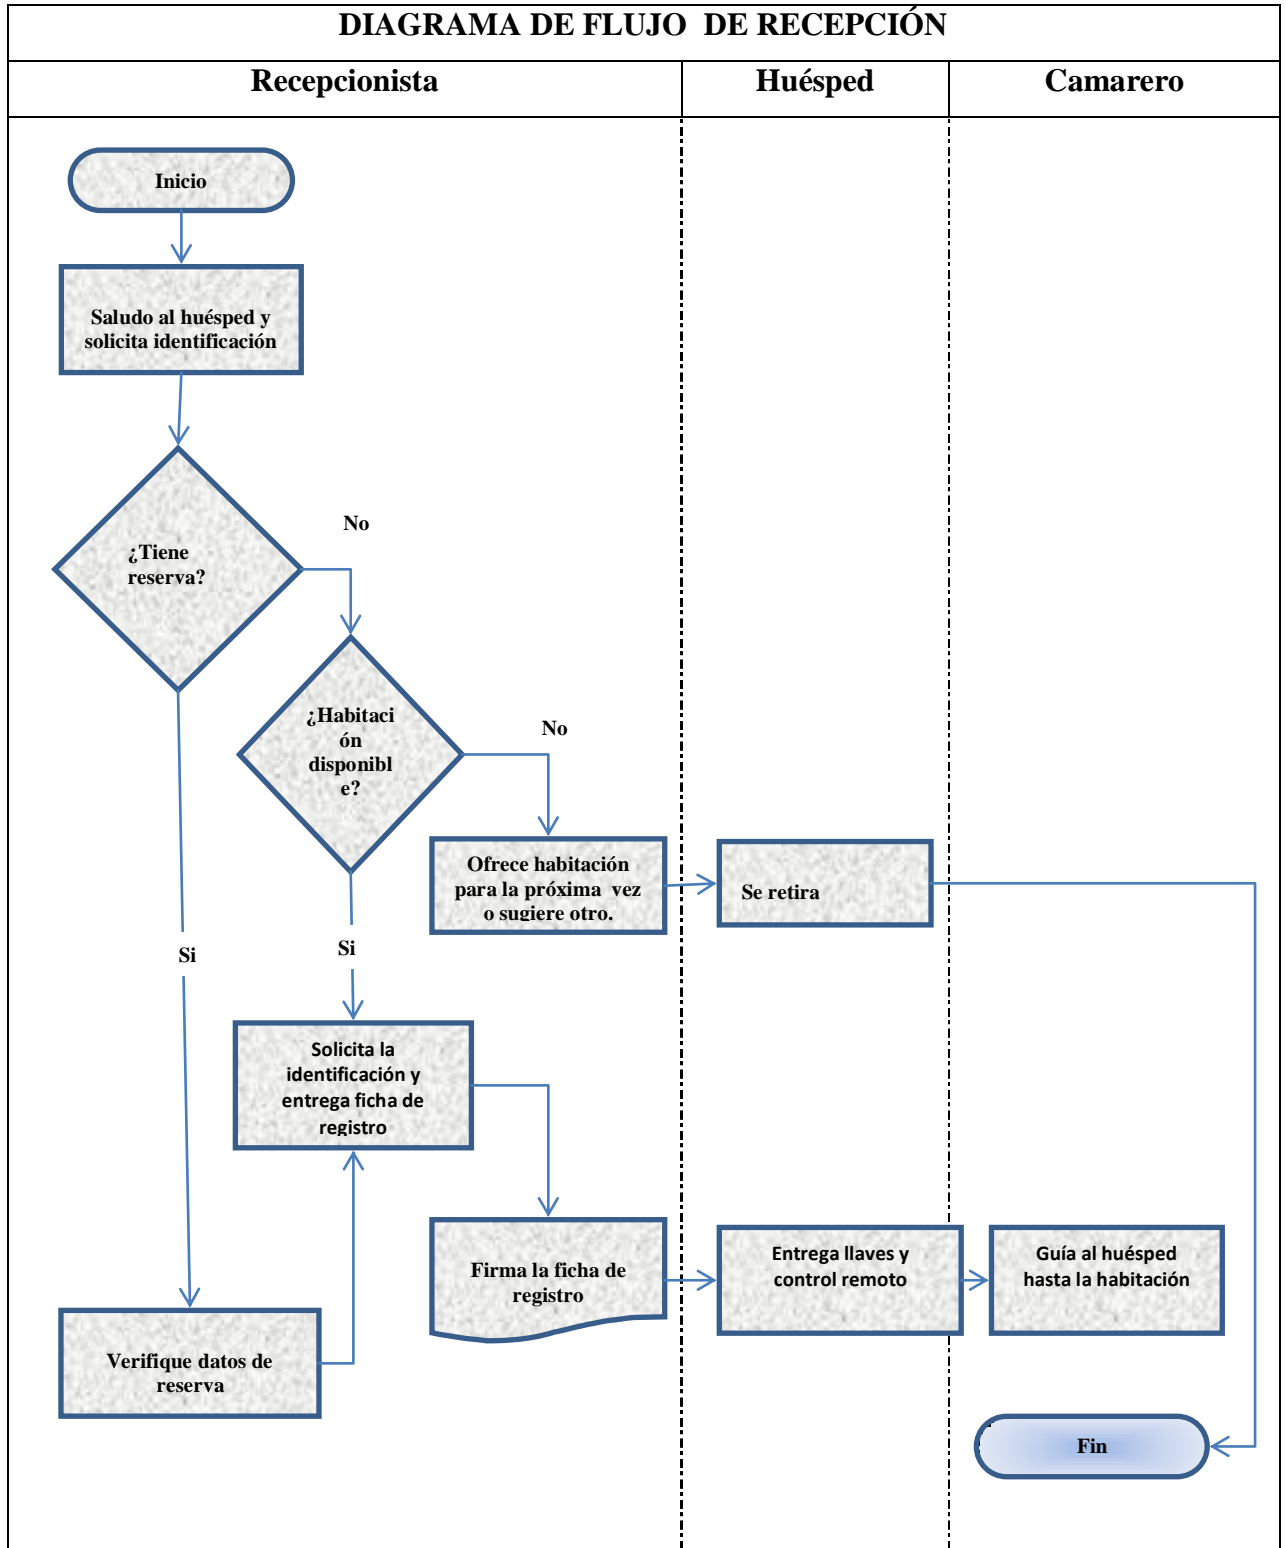 DIAGRAMA DE FLUJO  DE RECEPCIÓN
Recepcionista
Huésped
Camarero
Inicio
Saludo al huésped y
solicita identificación
¿Tiene
reserva?
No
¿Habitaci
ón
disponibl
e?
No
Ofrece habitación
para la próxima  vez
o sugiere otro.
Se retira
Si
Si
Solicita la
identificación y
entrega ficha de
registro
Firma la ficha de
registro
Entrega llaves y
control remoto
Guía al huésped
hasta la habitación
Verifique datos de
reserva
Fin